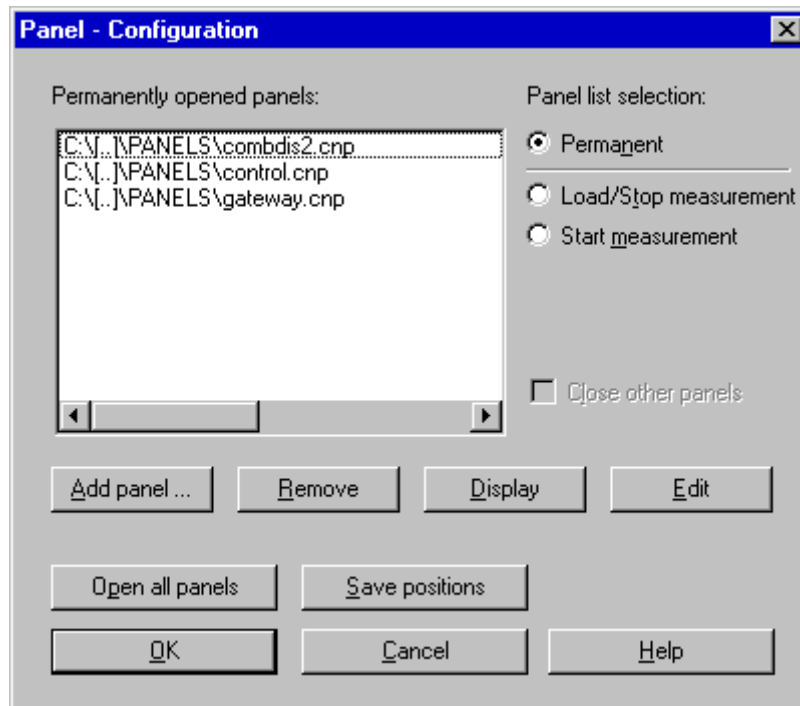 Panel - Configuration
Permanently opened panels:
C:\[..]\PANELS\combdis2.cnp
C:\[..]\PANELS\control.cnp
C:\[..]\PANELS\gateway.cnp
Panel list selection:
Permanent
Load/Stop measurement
Start measurement
Close other panels
Add panel ...
Remove
Display
Edit
Open all panels
Save positions
OK
Cancel
Help